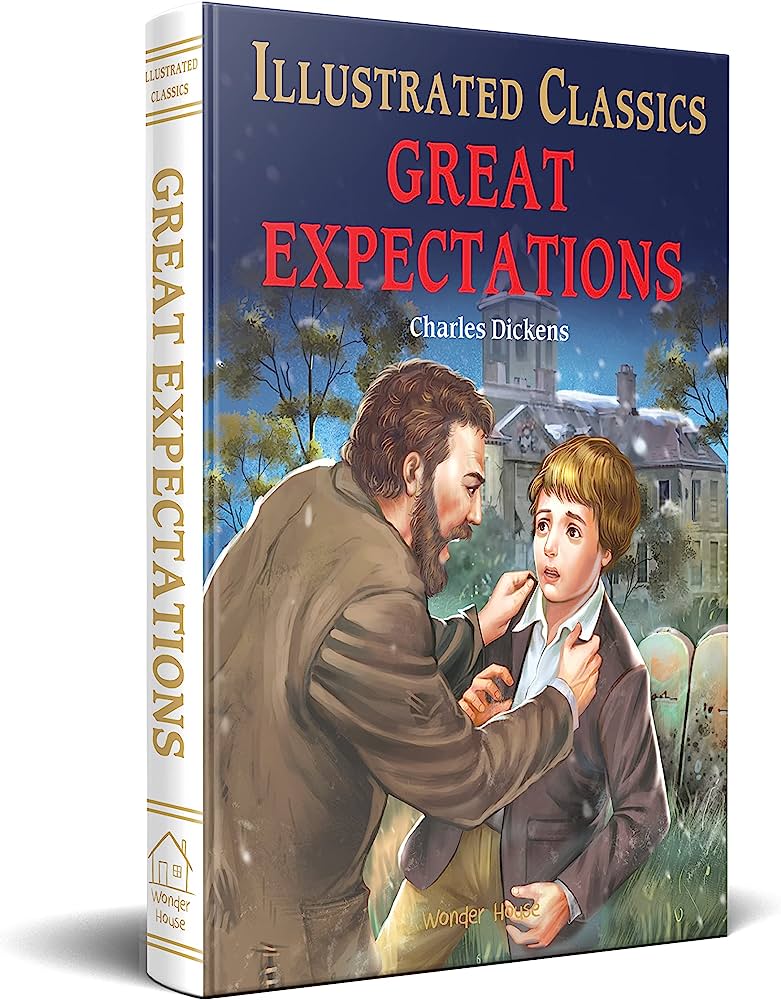 ILLUSTRATED
CLASSICS
GREAT EXPECTATIONS
Wonder
House
ILLUSTRATED CLASSICS
GREAT
EXPECTATIONS
Charles Dickens
Wonder House